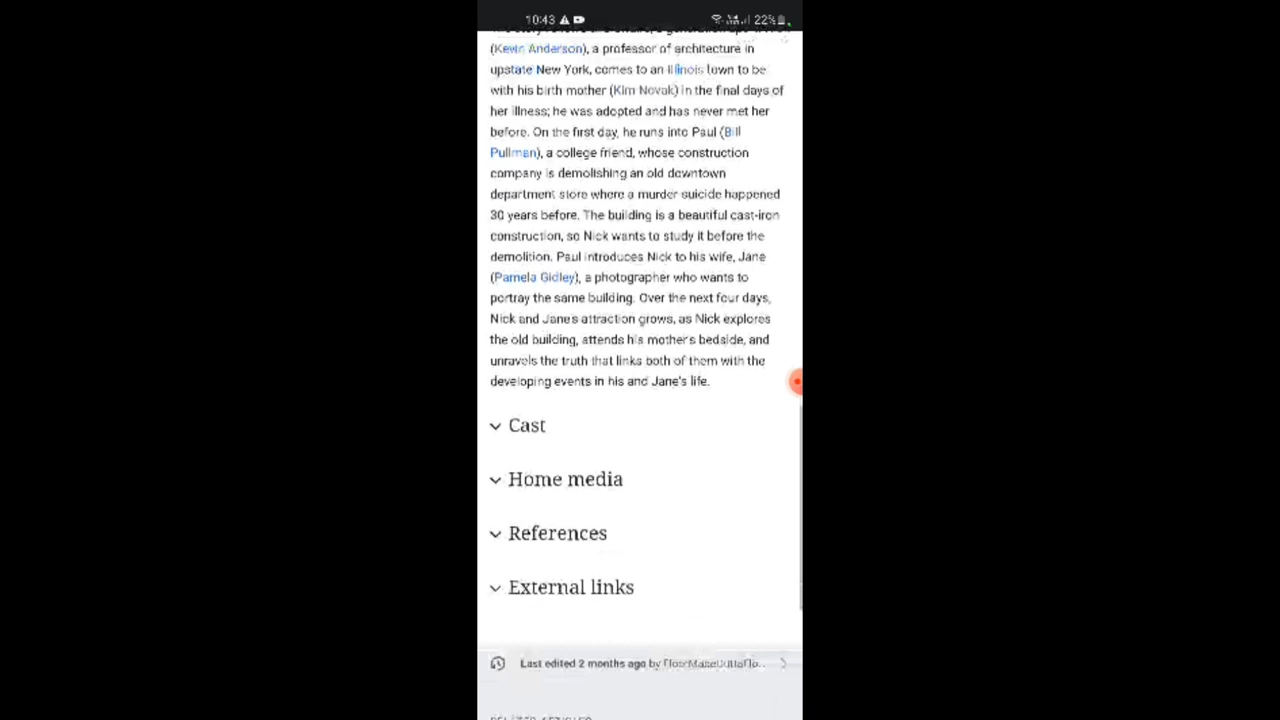 10:43 22%
(Kevin Anderson), a professor of architecture in
upstate New York, comes to an Illinois town to be
with his birth mother (Kim Novak) in the final days of
her illness; he was adopted and has never met her
before. On the first day, he runs into Paul (Bill
Pullman), a college friend, whose construction
company is demolishing an old downtown
department store where a murder suicide happened
30 years before. The building is a beautiful cast-iron
construction, so Nick wants to study it before the
demolition. Paul introduces Nick to his wife, Jane
(Pamela Gidley), a photographer who wants to
portray the same building. Over the next four days,
Nick and Jane's attraction grows, as Nick explores
the old building, attends his mother's bedside, and
unravels the truth that links both of them with the
developing events in his and Jane's life.
Cast
Home media
References
External links
Last edited 2 months ago by